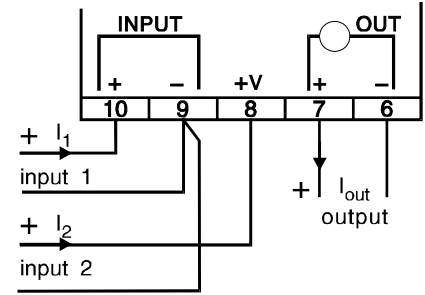 INPUT OUT
+ − +V + −
10 9 8 7 6
+ I1
input 1
+ Iout
output
+ I2
input 2